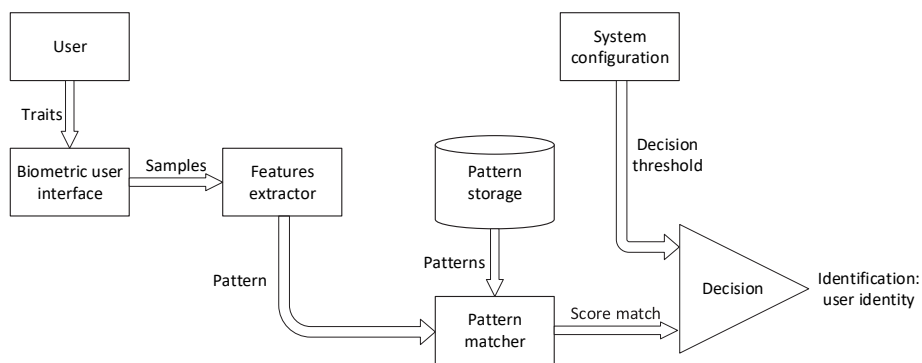 User
System
configuration
Traits
Biometric user
interface
Samples
Features
extractor
Pattern
storage
Decision
threshold
Pattern
Patterns
Pattern
matcher
Score match
Decision
Identification:
user identity